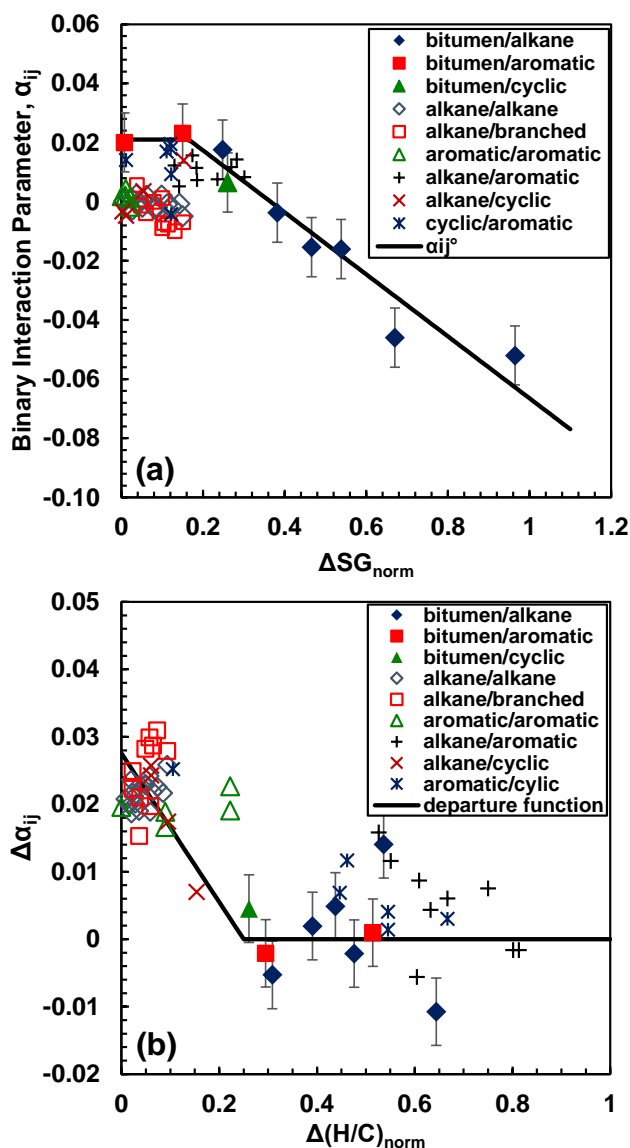 0.06
0.04
0.02
0
-0.02
-0.04
-0.06
-0.08
-0.10
Binary Interaction Parameter, αij
bitumen/alkane
bitumen/aromatic
bitumen/cyclic
alkane/alkane
alkane/branched
aromatic/aromatic
alkane/aromatic
alkane/cyclic
cyclic/aromatic
αij°
(a)
0 0.2 0.4 0.6 0.8 1 1.2
ΔSGnorm
0.05
0.04
0.03
0.02
0.01
0
-0.01
-0.02
Δαij
bitumen/alkane
bitumen/aromatic
bitumen/cyclic
alkane/alkane
alkane/branched
aromatic/aromatic
alkane/aromatic
alkane/cyclic
aromatic/cylic
departure function
(b)
0 0.2 0.4 0.6 0.8 1
Δ(H/C)norm